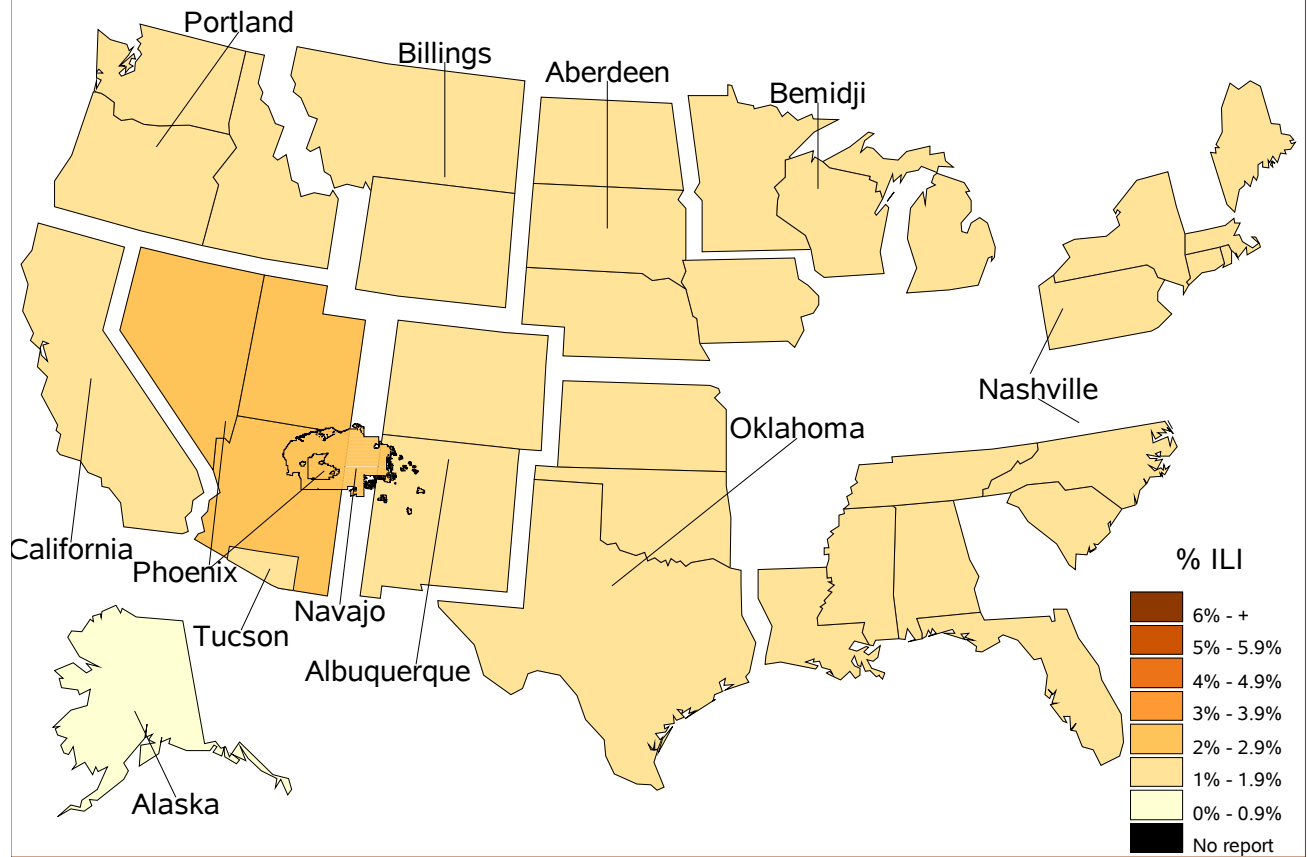 Portland
Billings
Aberdeen
Bemidji
Nashville
Oklahoma
California
Phoenix
Navajo
Tucson
Albuquerque
Alaska
% ILI
6% - +
5% - 5.9%
4% - 4.9%
3% - 3.9%
2% - 2.9%
1% - 1.9%
0% - 0.9%
No report